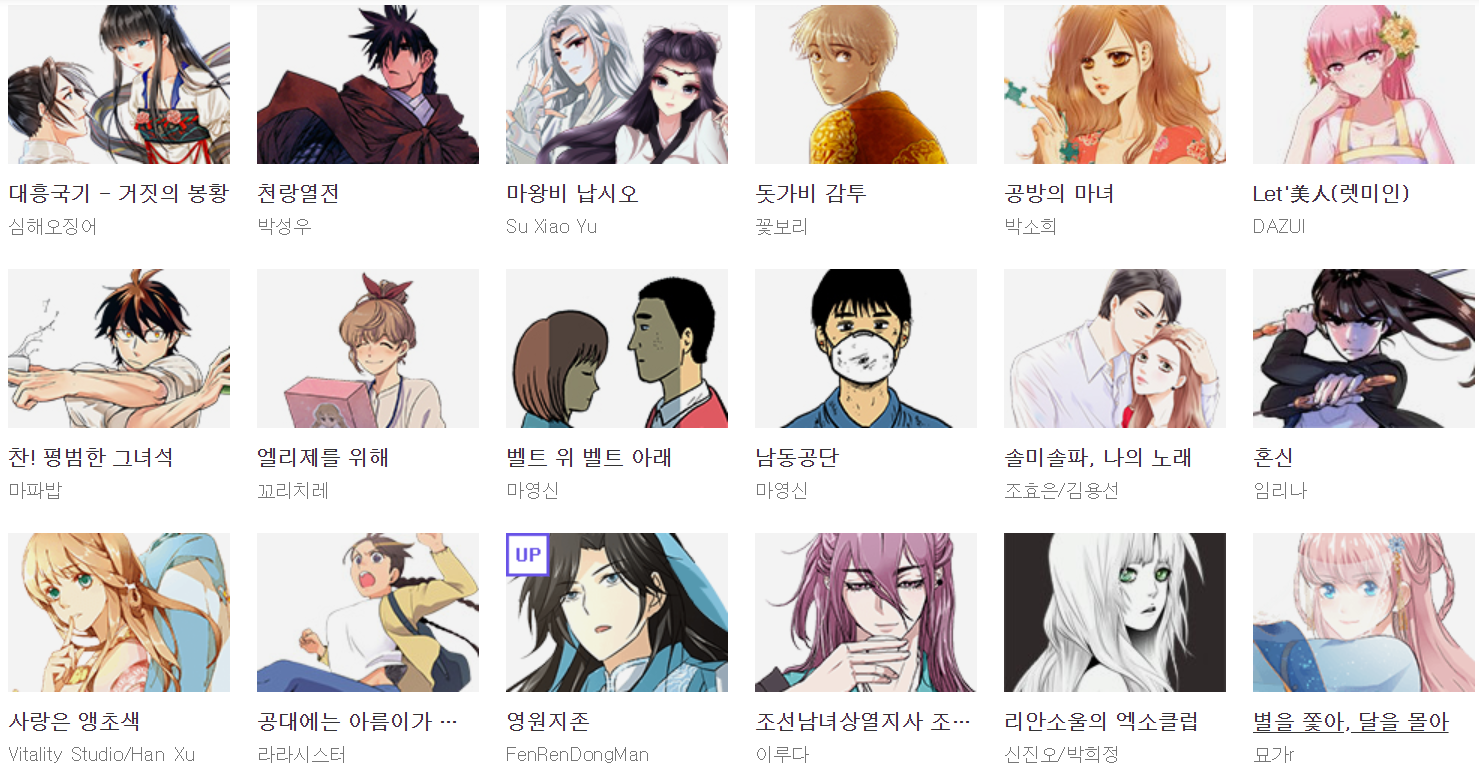 대흥국기 - 거짓의 봉황
심해오징어
천랑열전
박성우
마왕비 납시오
Su Xiao Yu
돗가비 감투
꽃보리
공방의 마녀
박소희
Let'美人(렛미인)
DAZUI
찬! 평범한 그녀석
마파밥
엘리제를 위해
꼬리치레
벨트 위 벨트 아래
마영신
남동공단
마영신
솔미솔파, 나의 노래
조효은/김용선
혼신
임리나
사랑은 앵초색
Vitality Studio/Han Xu
공대에는 아름이가 …
라라시스터
UP
영원지존
FenRenDongMan
조선남녀상열지사 조…
이루다
리안소울의 엑소클럽
신진오/박희정
별을 쫓아, 달을 몰아
묘가r